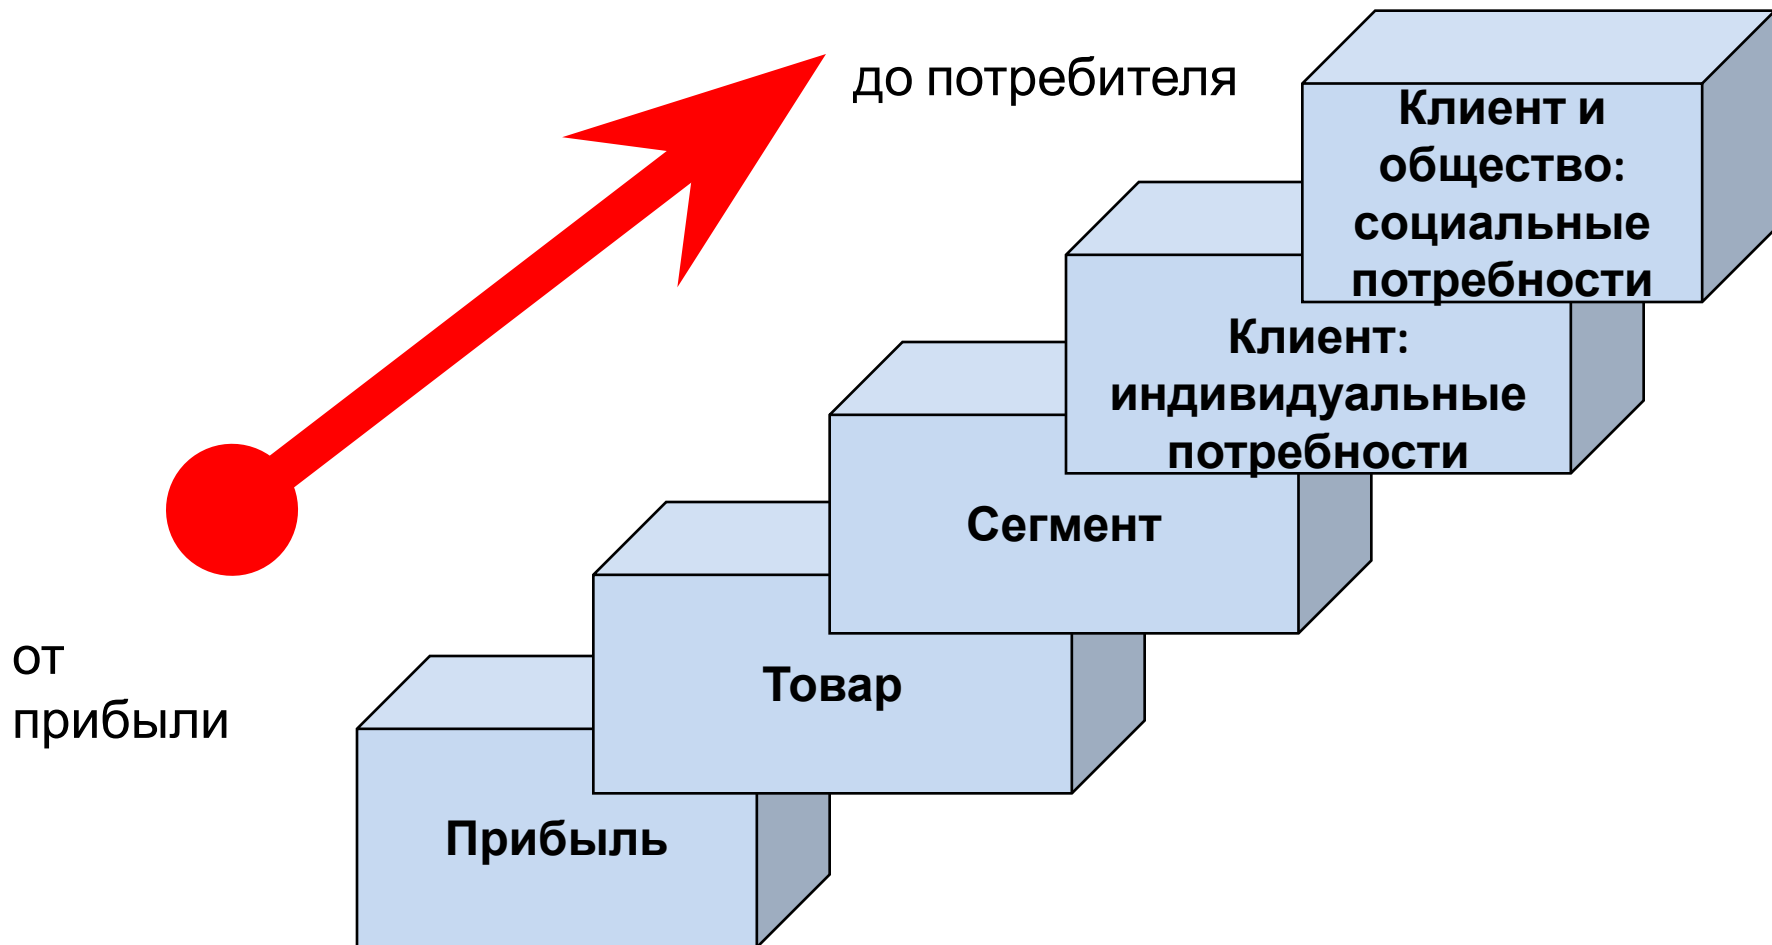 до потребителя
Клиент и
общество:
социальные
потребности
Клиент:
индивидуальные
потребности
Сегмент
Товар
Прибыль
от
прибыли